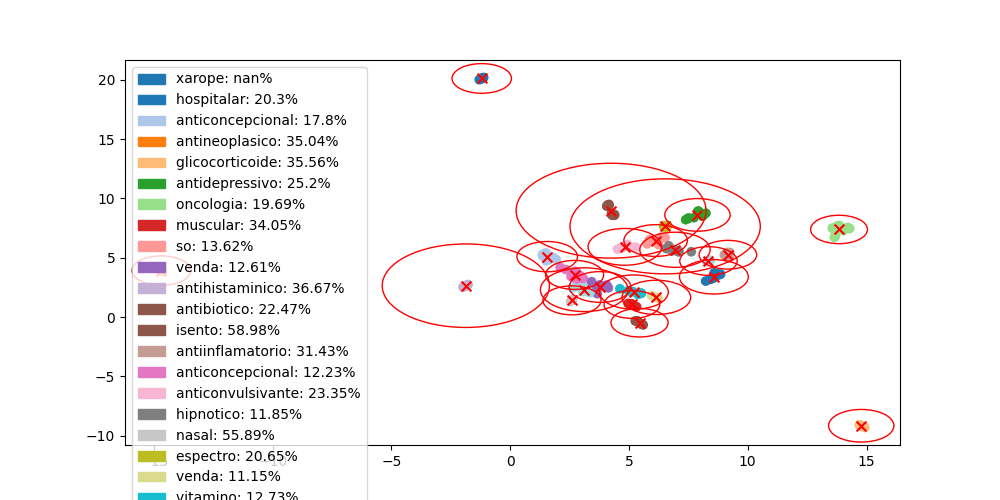 20
15
10
5
0
−5
−10
−15
−10
−5
0
5
10
15
xarope: nan%
hospitalar: 20.3%
anticoncepcional: 17.8%
antineoplasico: 35.04%
glicocorticoide: 35.56%
antidepressivo: 25.2%
oncologia: 19.69%
muscular: 34.05%
so: 13.62%
venda: 12.61%
antihistaminico: 36.67%
antibiotico: 22.47%
isento: 58.98%
antiinflamatorio: 31.43%
anticoncepcional: 12.23%
anticonvulsivante: 23.35%
hipnotico: 11.85%
nasal: 55.89%
espectro: 20.65%
venda: 11.15%
vitamino: 12.73%